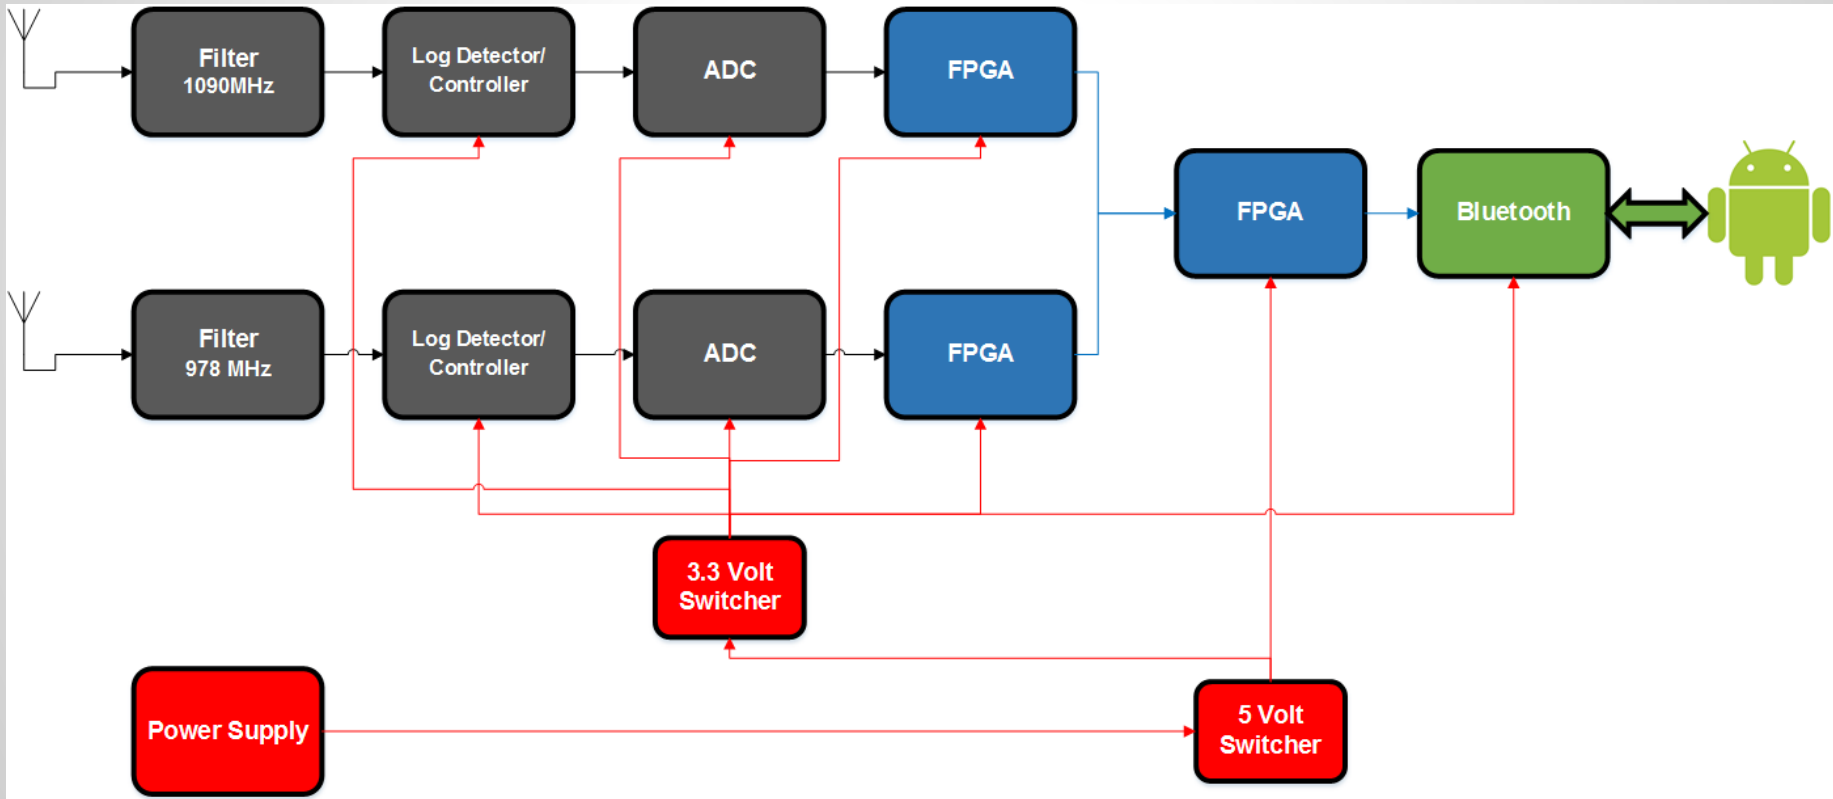 Filter
1090MHz
Log Detector/
Controller
ADC
FPGA
FPGA
Bluetooth
Filter
978 MHz
Log Detector/
Controller
ADC
FPGA
3.3 Volt
Switcher
Power Supply
5 Volt
Switcher